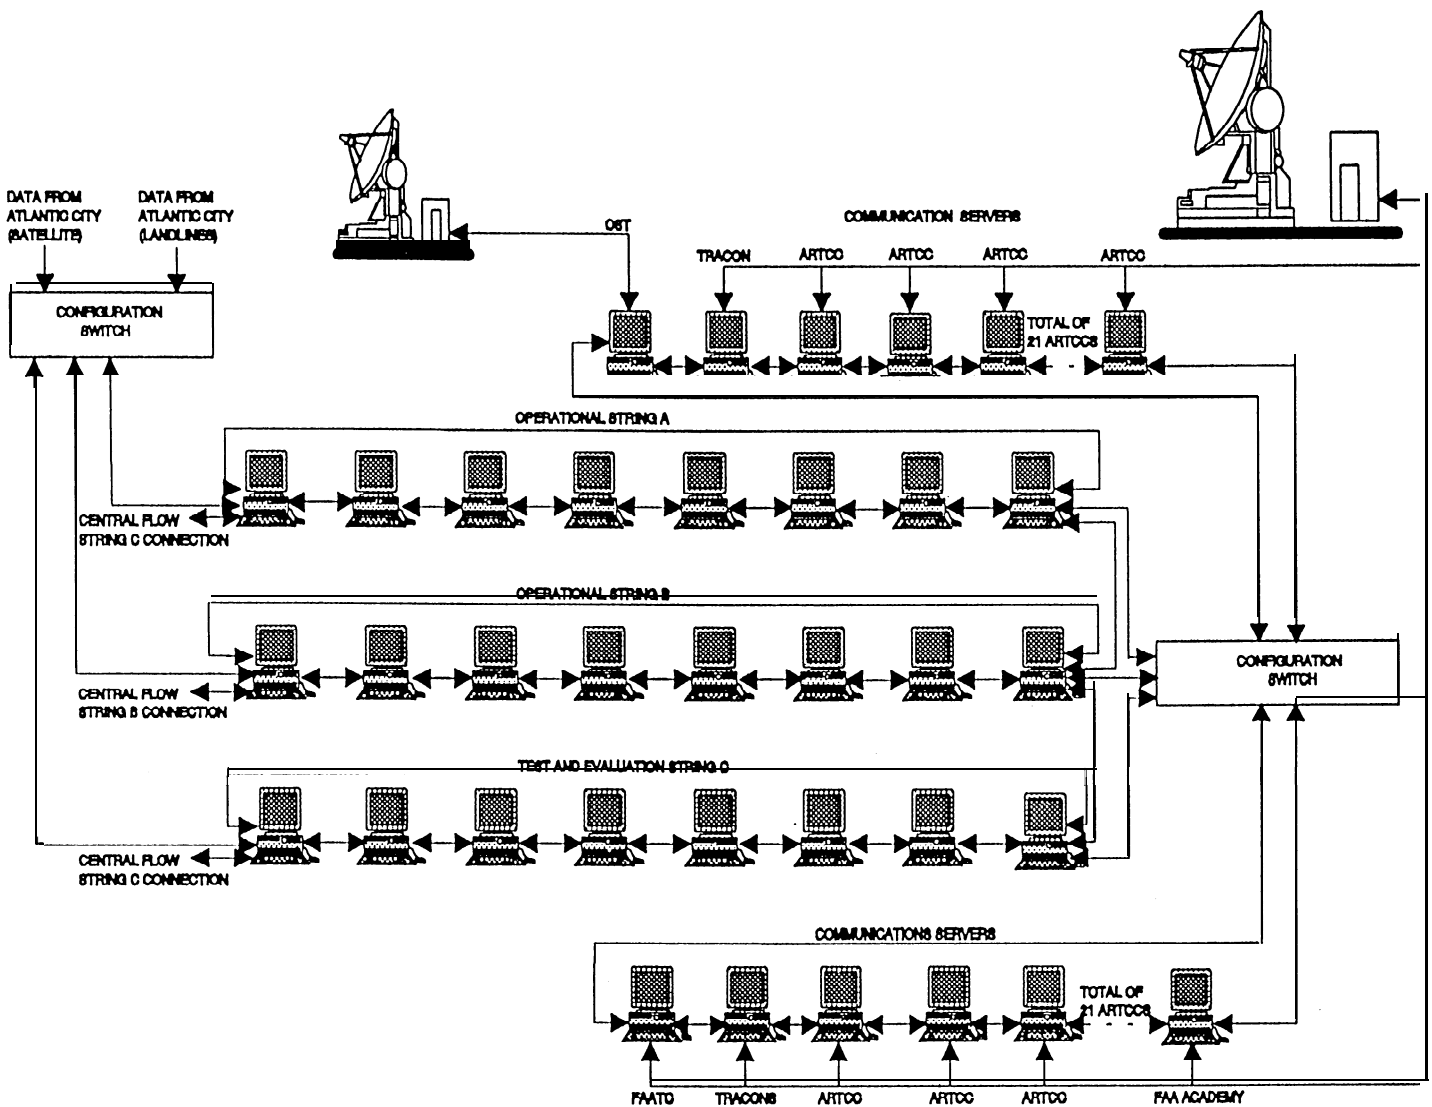 DATA FROM
ATLANTIC CITY
(SATELLITE)
DATA FROM
ATLANTIC CITY
(LANDLINES)
CONFIGURATION
SWITCH
OST
COMMUNICATION SERVERS
TRACON
ARTCC
ARTCC
ARTCC
ARTCC
TOTAL OF
21 ARTCCS
OPERATIONAL STRING A
CENTRAL FLOW
STRING C CONNECTION
OPERATIONAL STRING B
CENTRAL FLOW
STRING B CONNECTION
CONFIGURATION
SWITCH
TEST AND EVALUATION STRING C
CENTRAL FLOW
STRING C CONNECTION
COMMUNICATIONS SERVERS
TOTAL OF
21 ARTCCS
FAATC
TRACONS
ARTCC
ARTCC
ARTCC
FAA ACADEMY